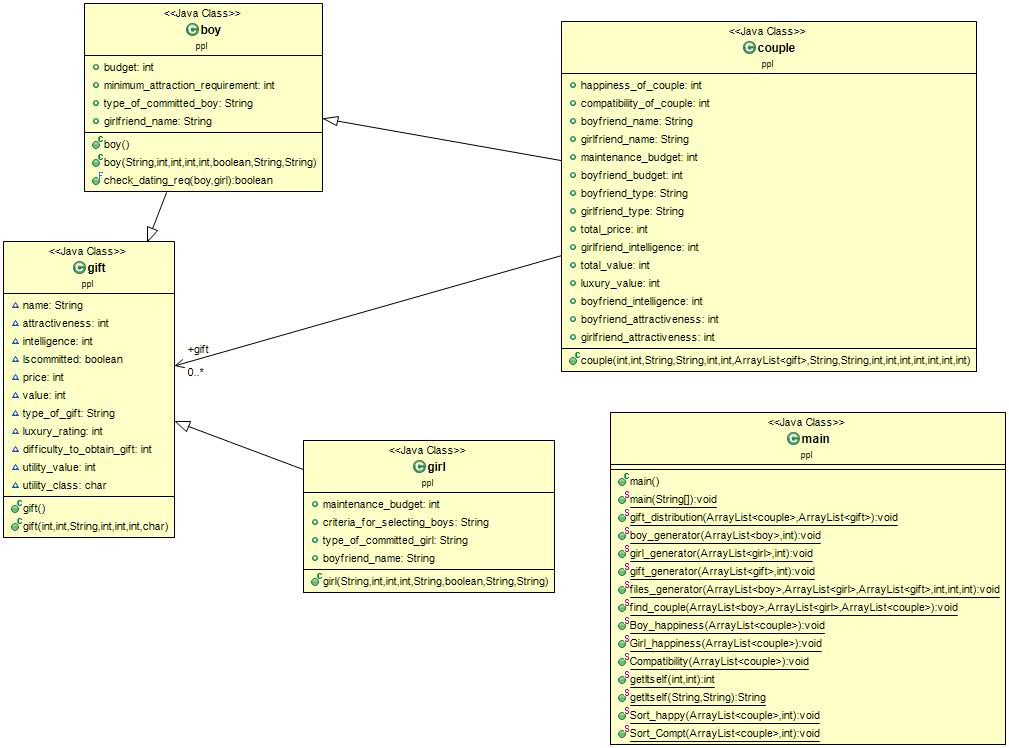 <<Java Class>>
boy
ppl
budget: int
minimum_attraction_requirement: int
type_of_committed_boy: String
girlfriend_name: String
boy()
boy(String,int,int,int,int,boolean,String,String)
check_dating_req(boy,girl):boolean
<<Java Class>>
couple
ppl
happiness_of_couple: int
compatibility_of_couple: int
boyfriend_name: String
girlfriend_name: String
maintenance_budget: int
boyfriend_budget: int
boyfriend_type: String
girlfriend_type: String
total_price: int
girlfriend_intelligence: int
total_value: int
luxury_value: int
boyfriend_intelligence: int
boyfriend_attractiveness: int
girlfriend_attractiveness: int
couple(int,int,String,String,int,int,ArrayList<gift>,String,String,int,int,int,int,int,int,int)
<<Java Class>>
gift
ppl
name: String
attractiveness: int
intelligence: int
Iscommitted: boolean
price: int
value: int
type_of_gift: String
luxury_rating: int
difficulty_to_obtain_gift: int
utility_value: int
utility_class: char
gift()
gift(int,int,String,int,int,int,char)
+gift
0..*
<<Java Class>>
girl
ppl
maintenance_budget: int
criteria_for_selecting_boys: String
type_of_committed_girl: String
boyfriend_name: String
girl(String,int,int,int,String,boolean,String,String)
<<Java Class>>
main
ppl
main()
main(String[]):void
gift_distribution(ArrayList<couple>,ArrayList<gift>):void
boy_generator(ArrayList<boy>,int):void
girl_generator(ArrayList<girl>,int):void
gift_generator(ArrayList<gift>,int):void
files_generator(ArrayList<boy>,ArrayList<girl>,ArrayList<gift>,int,int,int):void
find_couple(ArrayList<boy>,ArrayList<girl>,ArrayList<couple>):void
Boy_happiness(ArrayList<couple>):void
Girl_happiness(ArrayList<couple>):void
Compatibility(ArrayList<couple>):void
getItself(int,int):int
getItself(String,String):String
Sort_happy(ArrayList<couple>,int):void
Sort_Compt(ArrayList<couple>,int):void